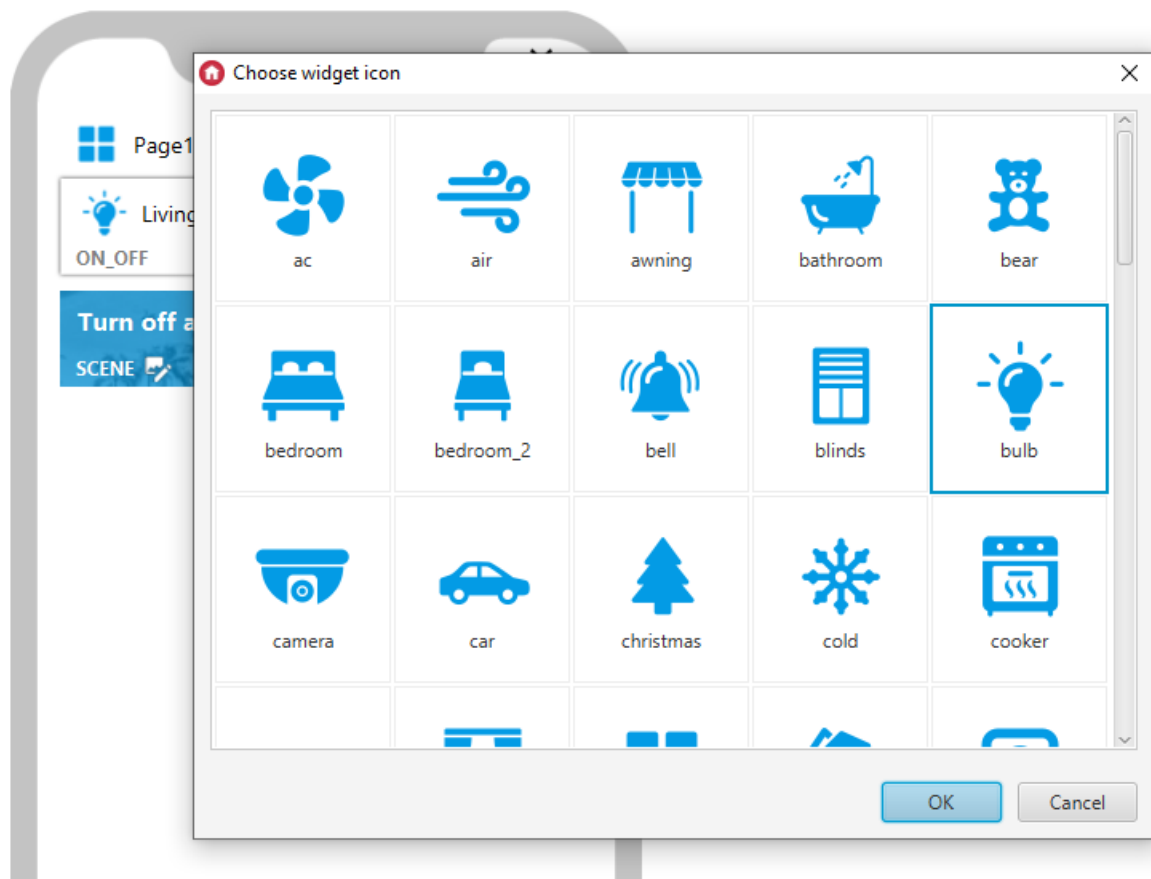 Choose widget icon
Page1
Living
ON_OFF
Turn off a
SCENE
ac
air
awning
bathroom
bear
bedroom
bedroom_2
bell
blinds
bulb
camera
car
christmas
cold
cooker
OK
Cancel